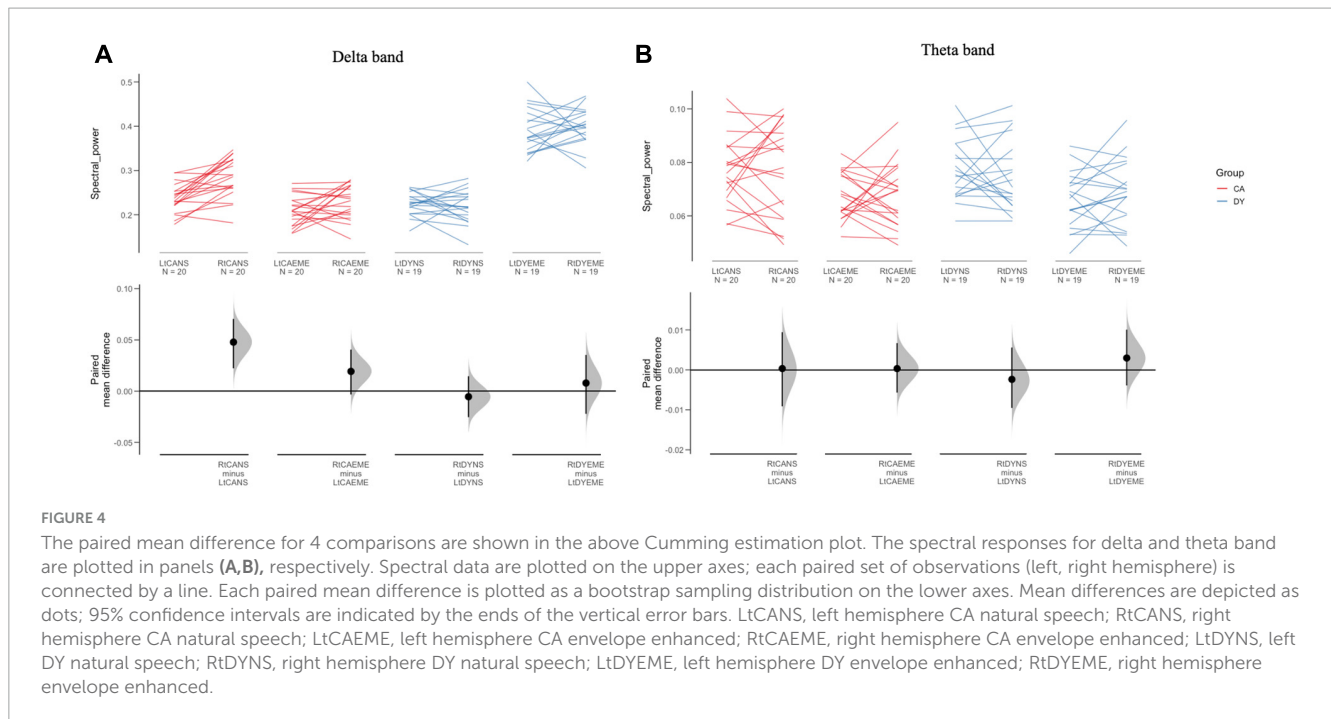 A
Delta band
0.5
0.4
0.3
0.2
Spectral_power
LtCANS
N = 20
RtCANS
N = 20
LtCAEME
N = 20
RtCAEME
N = 20
LtDYNS
N = 19
RtDYNS
N = 19
LtDYEME
N = 19
RtDYEME
N = 19
0.10
0.05
0.00
-0.05
Paired
mean difference
RtCANS
minus
LtCANS
RtCAEME
minus
LtCAEME
RtDYNS
minus
LtDYNS
RtDYEME
minus
LtDYEME
B
Theta band
0.10
0.08
0.06
Spectral_power
LtCANS
N = 20
RtCANS
N = 20
LtCAEME
N = 20
RtCAEME
N = 20
LtDYNS
N = 19
RtDYNS
N = 19
LtDYEME
N = 19
RtDYEME
N = 19
0.01
0.00
-0.01
-0.02
Paired
mean difference
RtCANS
minus
LtCANS
RtCAEME
minus
LtCAEME
RtDYNS
minus
LtDYNS
RtDYEME
minus
LtDYEME
Group
CA
DY
FIGURE 4
The paired mean difference for 4 comparisons are shown in the above Cumming estimation plot. The spectral responses for delta and theta band
are plotted in panels (A,B), respectively. Spectral data are plotted on the upper axes; each paired set of observations (left, right hemisphere) is
connected by a line. Each paired mean difference is plotted as a bootstrap sampling distribution on the lower axes. Mean differences are depicted as
dots; 95% confidence intervals are indicated by the ends of the vertical error bars. LtCANS, left hemisphere CA natural speech; RtCANS, right
hemisphere CA natural speech; LtCAEME, left hemisphere CA envelope enhanced; RtCAEME, right hemisphere CA envelope enhanced; LtDYNS, left
DY natural speech; RtDYNS, right hemisphere DY natural speech; LtDYEME, left hemisphere DY envelope enhanced; RtDYEME, right hemisphere
envelope enhanced.